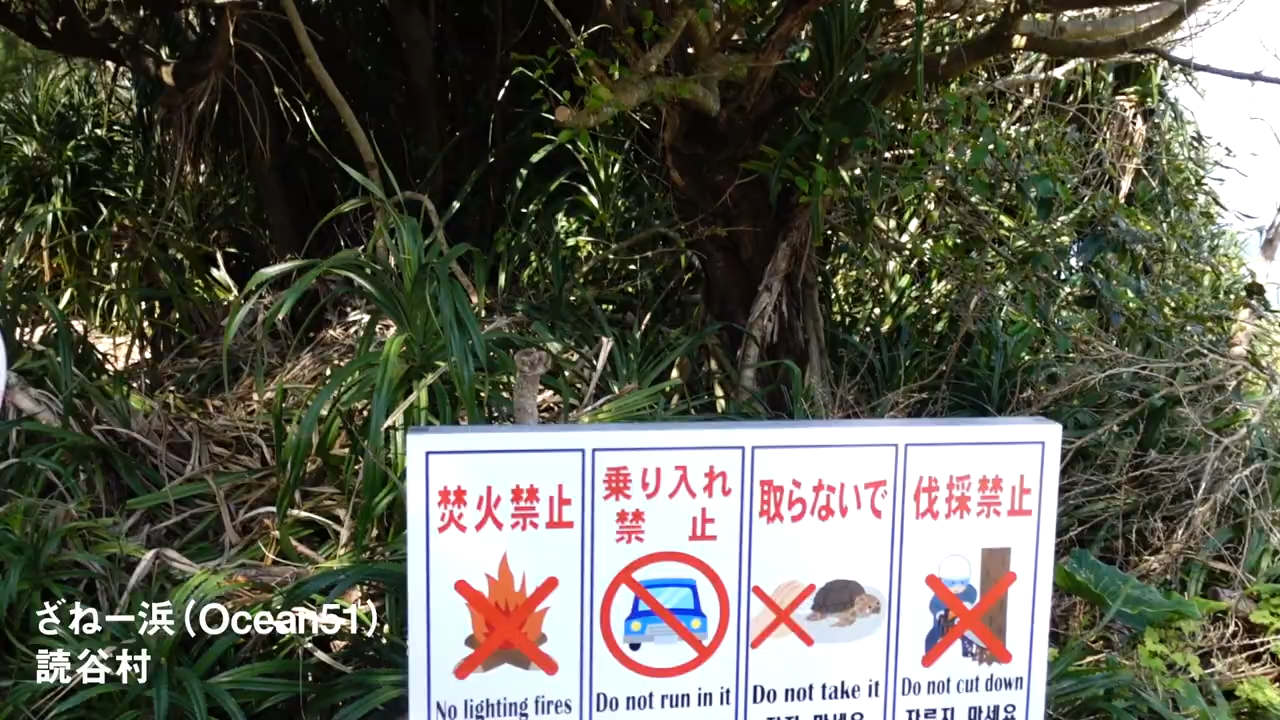 焚火禁止
No lighting fires
乗り入れ
禁 止
Do not run in it
取らないで
Do not take it
伐採禁止
Do not cut down
자르지 마세요
ざねー浜(Ocean51)
読谷村